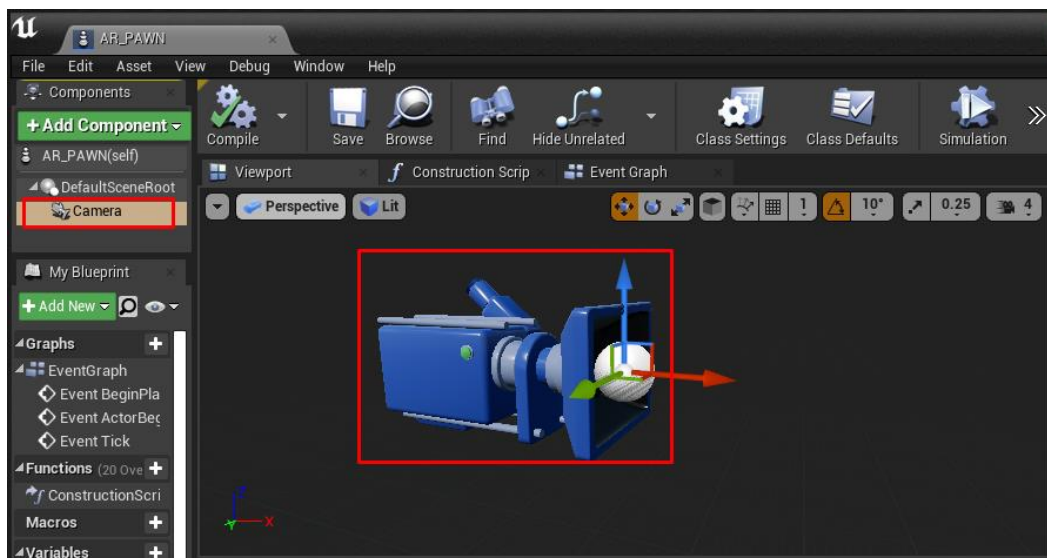 AR_PAWN
File Edit Asset View Debug Window Help
Components
+ Add Component
AR_PAWN(self)
DefaultSceneRoot
Camera
Compile Save Browse Find Hide Unrelated Class Settings Class Defaults Simulation
Viewport Construction Scrip Event Graph
Perspective Lit 1 10° 0.25 4
My Blueprint
+ Add New
Graphs +
EventGraph
Event BeginPla
Event ActorBeg
Event Tick
Functions (20 Ove +
ConstructionScri
Macros +
Variables +
Z
X
Y